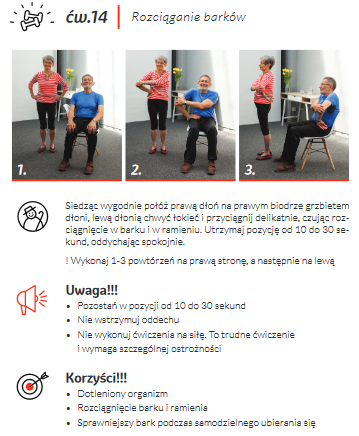 ćw.14 Rozciąganie barków
1. 2. 3.
Siedząc wygodnie połóż prawą dłoń na prawym biodrze grzbietem
dłoni, lewą dłonią chwyć łokieć i przyciągnij delikatnie, czując roz-
ciągnięcie w barku i w ramieniu. Utrzymaj pozycję od 10 do 30 se-
kund, oddychając spokojnie.
! Wykonaj 1-3 powtórzeń na prawą stronę, a następnie na lewą
Uwaga!!!
• Pozostań w pozycji od 10 do 30 sekund
• Nie wstrzymuj oddechu
• Nie wykonuj ćwiczenia na siłę. To trudne ćwiczenie
i wymaga szczególnej ostrożności
Korzyści!!!
• Dotleniony organizm
• Rozciągnięcie barku i ramienia
• Sprawniejszy bark podczas samodzielnego ubierania się